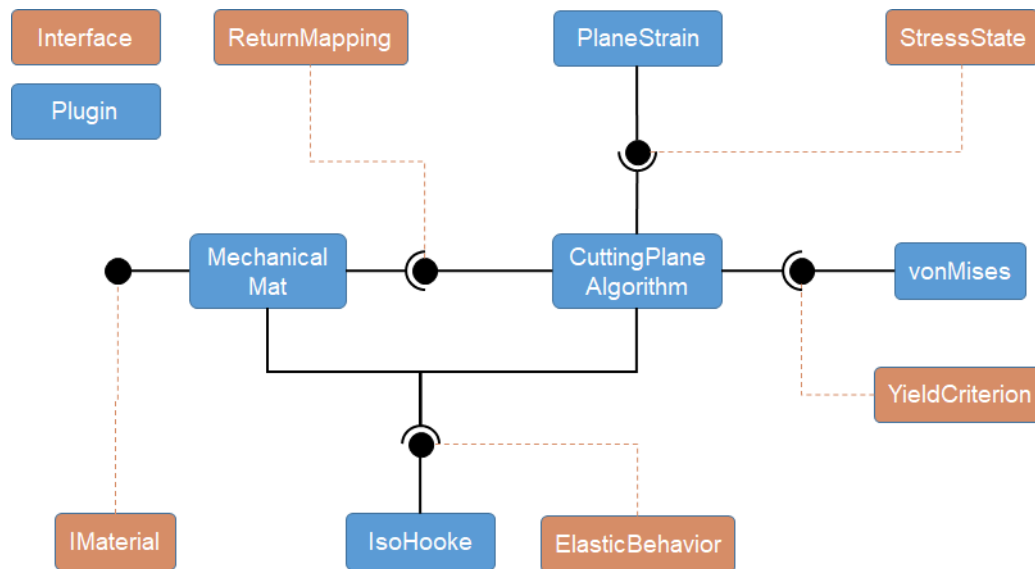 Interface
ReturnMapping
PlaneStrain
StressState
Plugin
Mechanical
Mat
CuttingPlane
Algorithm
vonMises
YieldCriterion
IMaterial
IsoHooke
ElasticBehavior